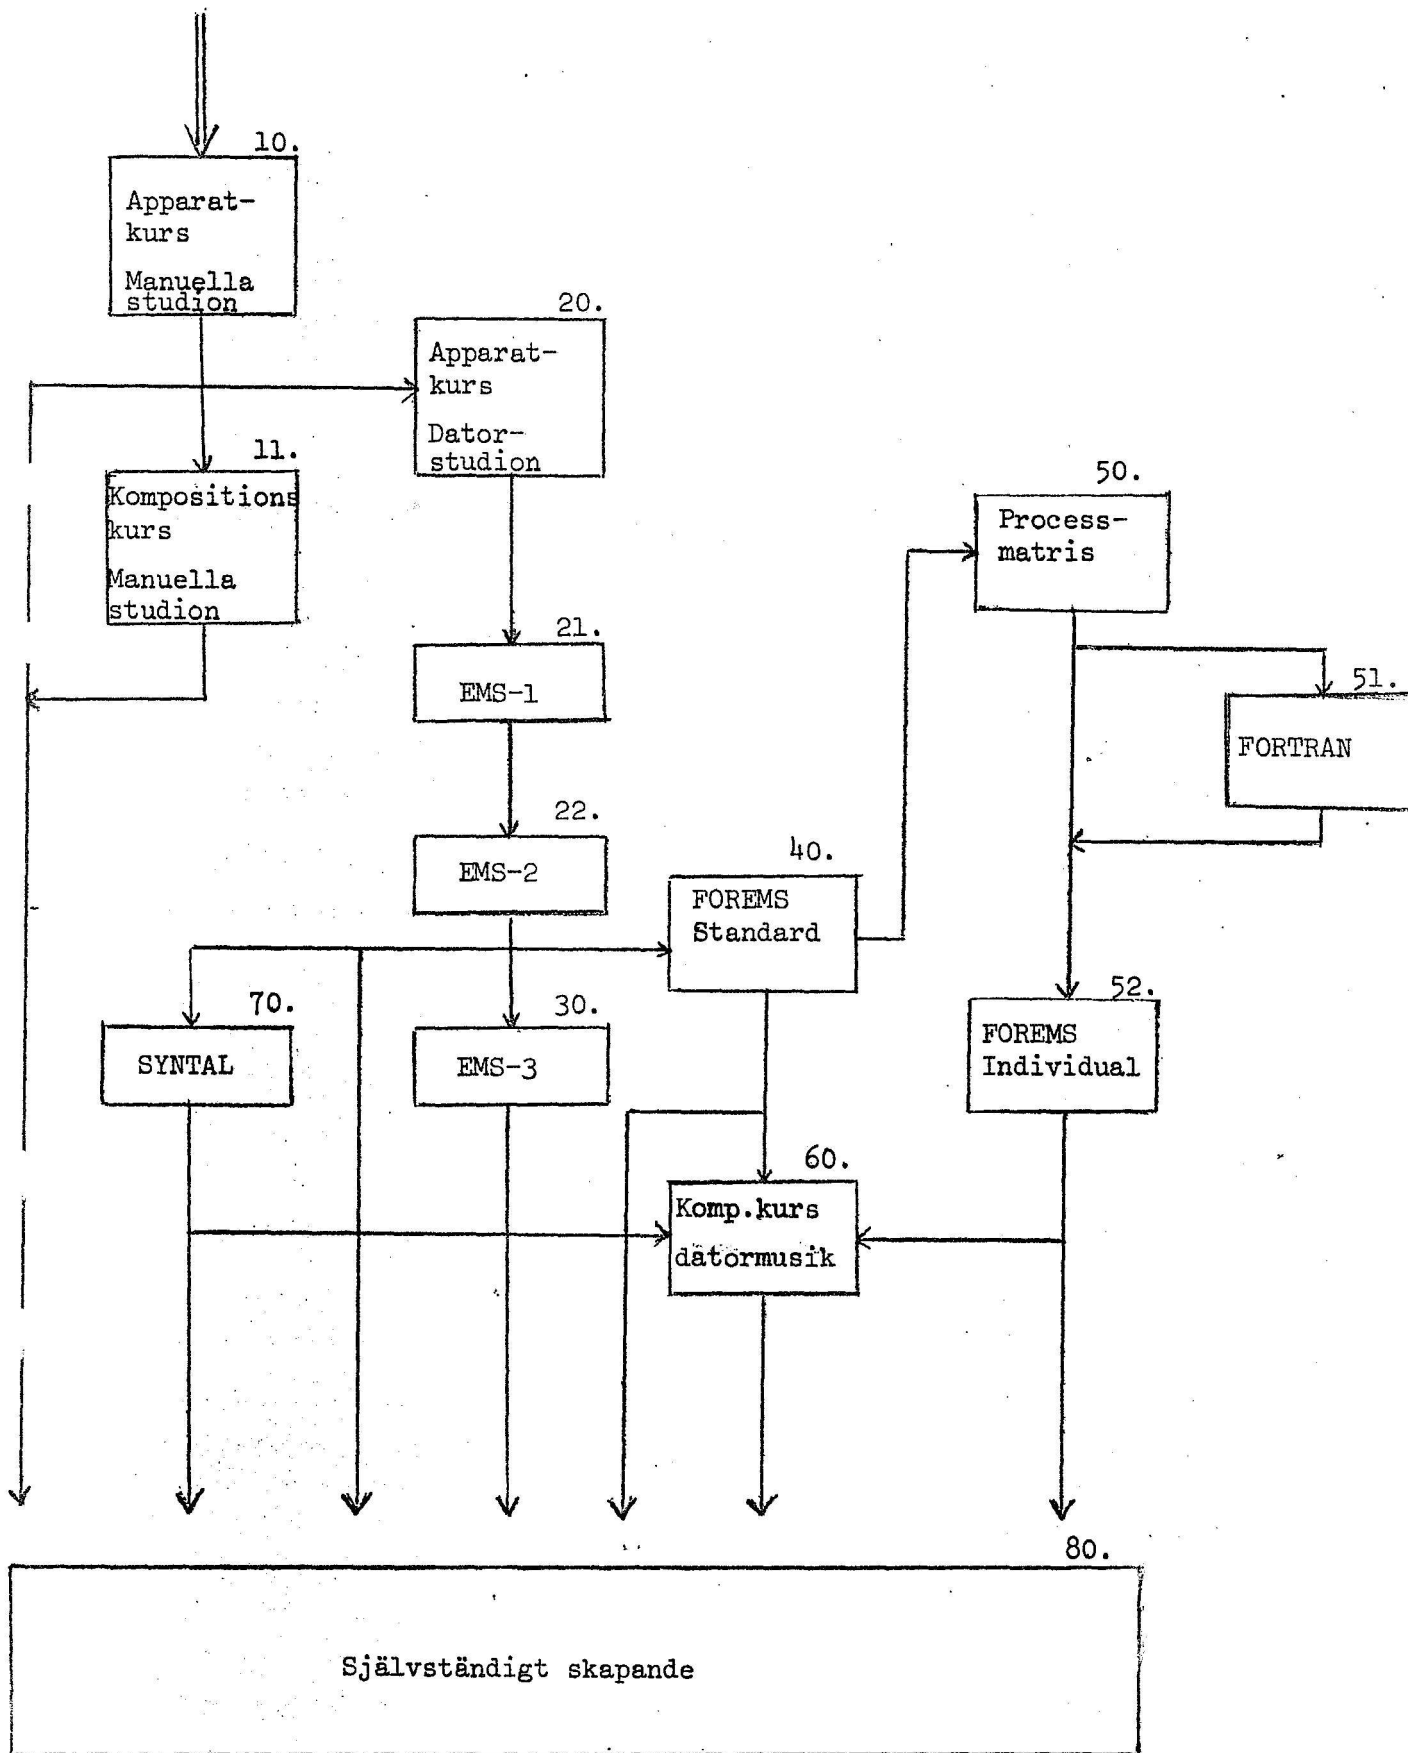 10.
Apparat-
kurs
Manuella
studion
20.
Apparat-
kurs
Dator-
studion
11.
Kompositions
kurs
Manuella
studion
50.
Process-
matris
21.
EMS-1
51.
FORTRAN
22.
EMS-2
40.
FOREMS
Standard
70.
SYNTAL
30.
EMS-3
52.
FOREMS
Individual
60.
Komp.kurs
datormusik
80.
Självständigt skapande